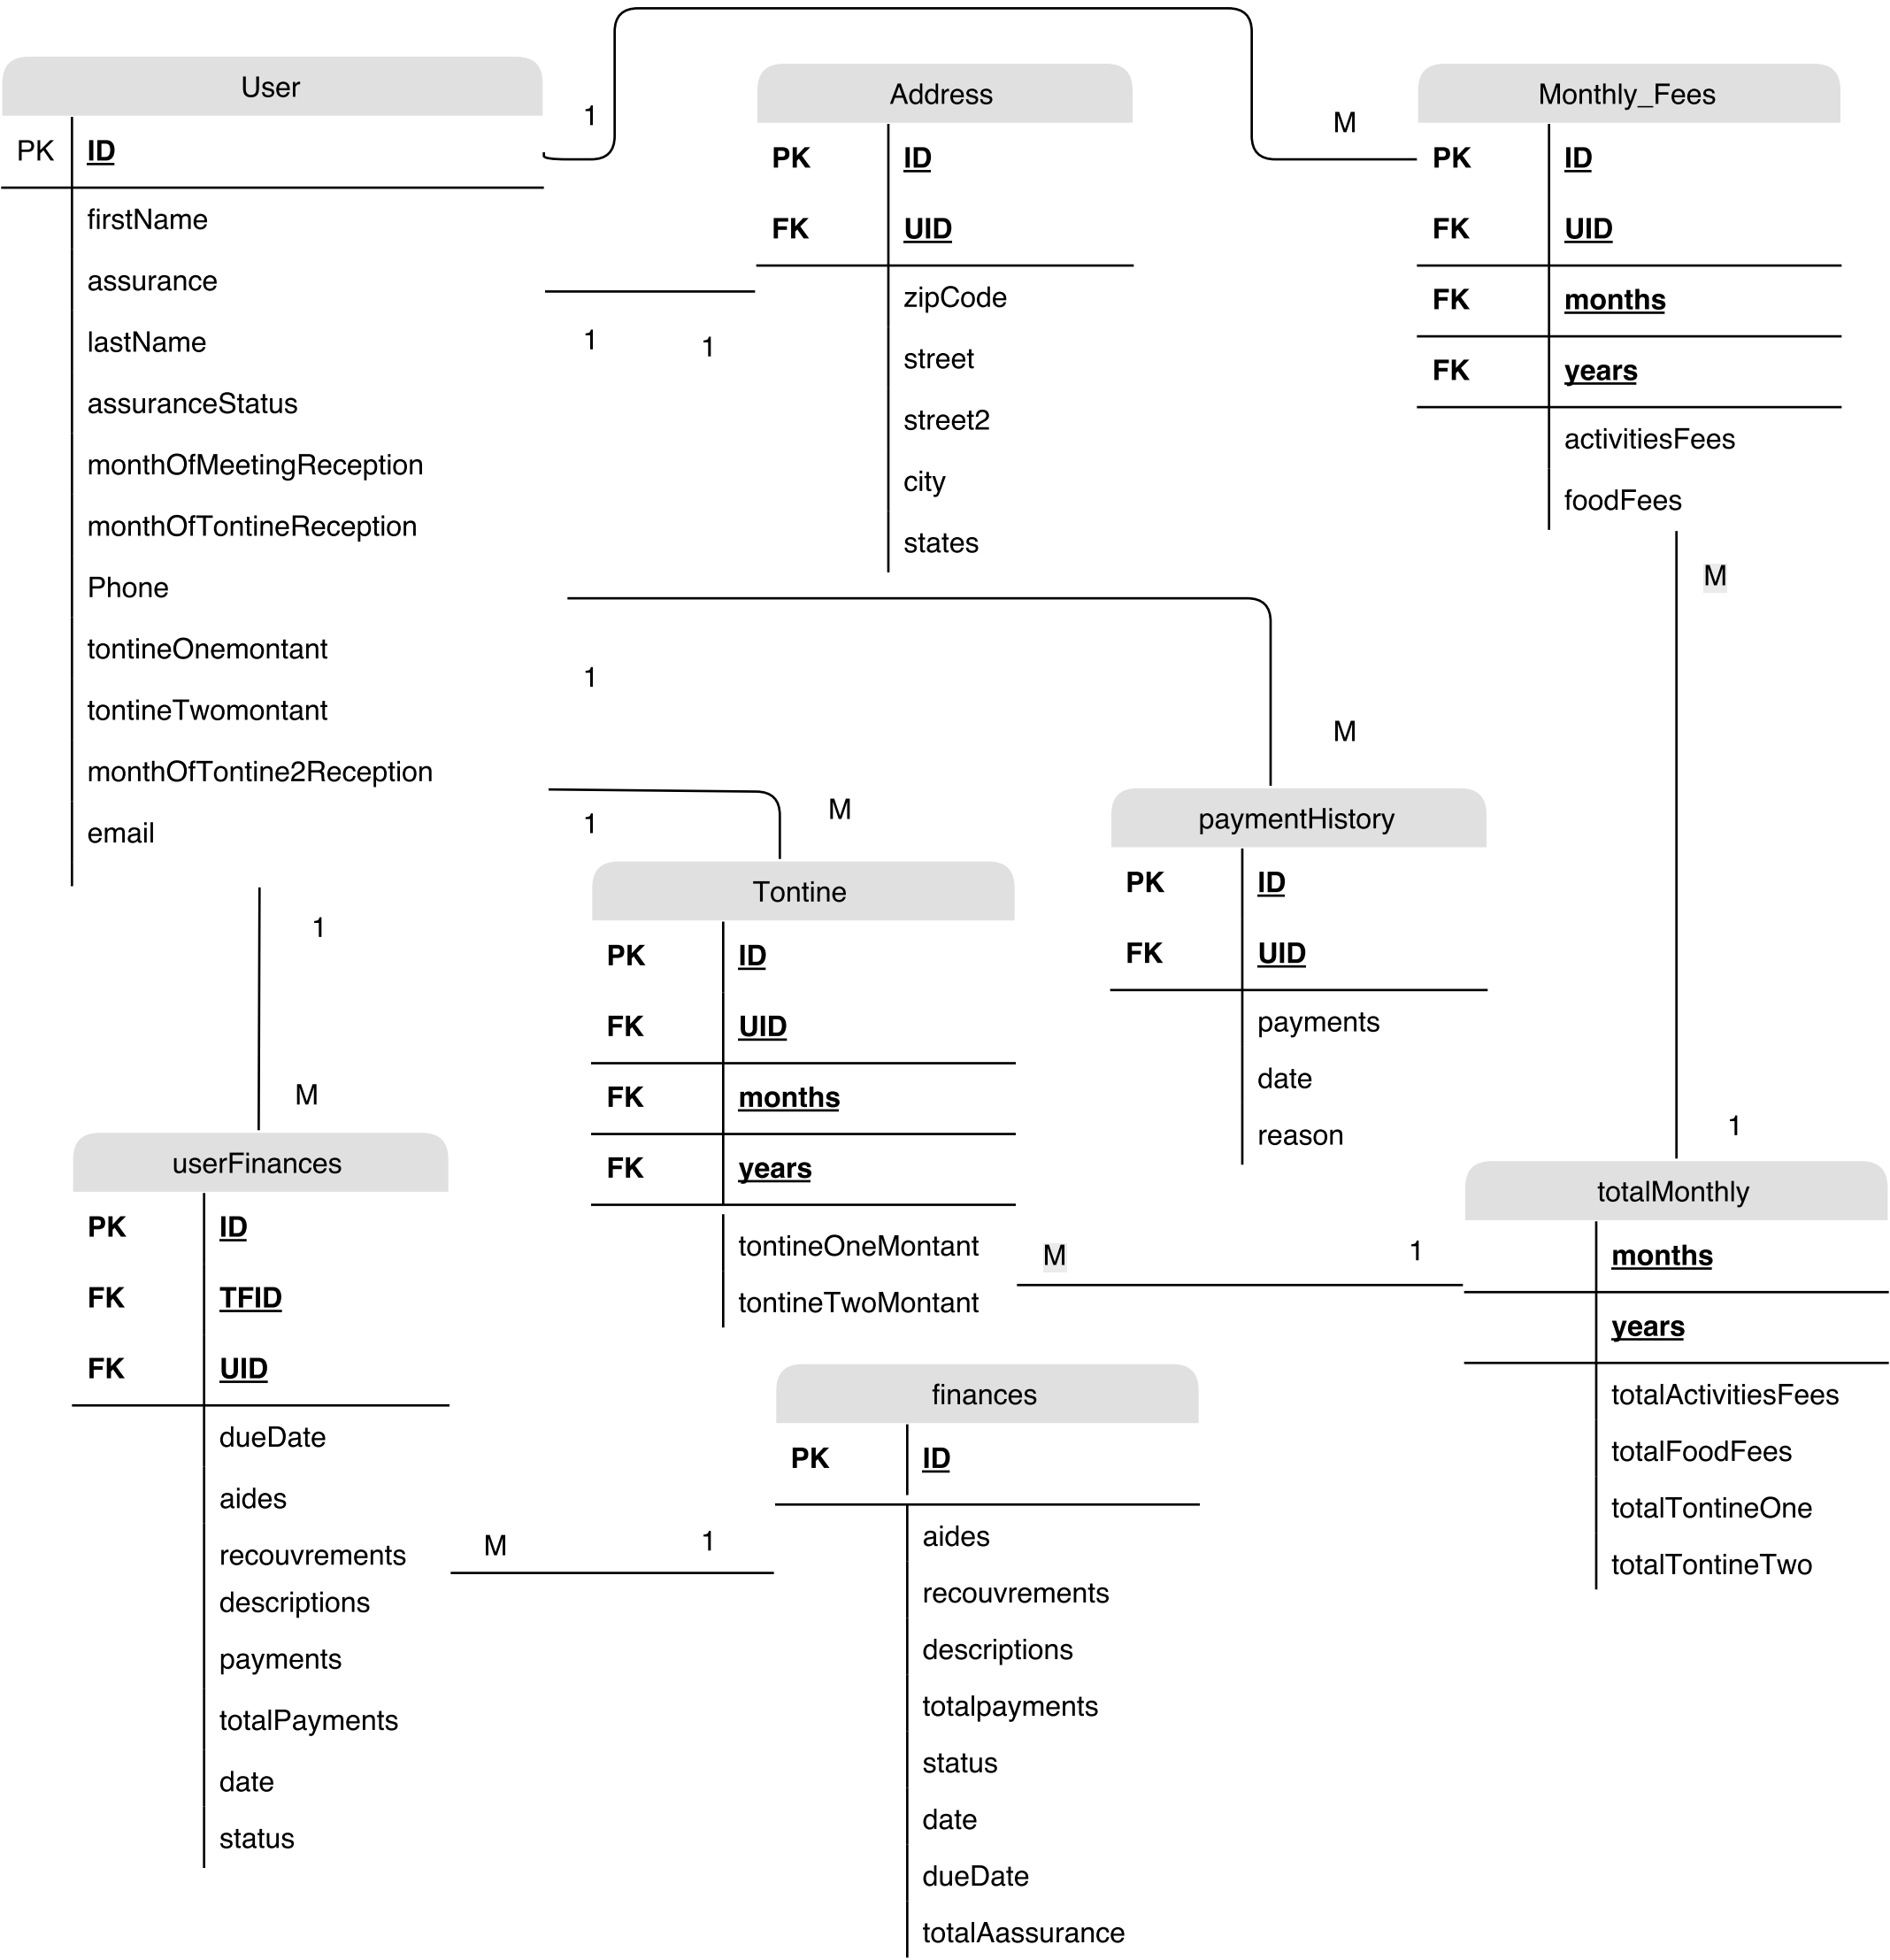 User
PK ID
firstName
assurance
lastName
assuranceStatus
monthOfMeetingReception
monthOfTontineReception
Phone
tontineOnemontant
tontineTwomontant
monthOfTontine2Reception
email
1
M
1
1
1
M
1
M
1
M
Address
PK ID
FK UID
zipCode
street
street2
city
states
Monthly_Fees
PK ID
FK UID
FK months
FK years
activitiesFees
foodFees
M
1
paymentHistory
PK ID
FK UID
payments
date
reason
Tontine
PK ID
FK UID
FK months
FK years
tontineOneMontant
tontineTwoMontant
M
1
totalMonthly
months
years
totalActivitiesFees
totalFoodFees
totalTontineOne
totalTontineTwo
userFinances
PK ID
FK TFID
FK UID
dueDate
aides
recouvrements
descriptions
payments
totalPayments
date
status
M
1
finances
PK ID
aides
recouvrements
descriptions
totalpayments
status
date
dueDate
totalAassurance